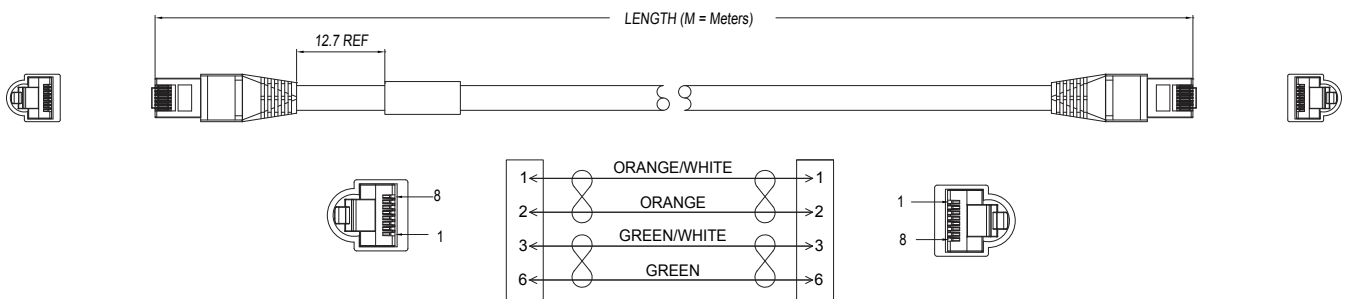 LENGTH (M = Meters)
12.7 REF
8
1
1 ORANGE/WHITE 1
2 ORANGE 2
3 GREEN/WHITE 3
6 GREEN 6
1
8